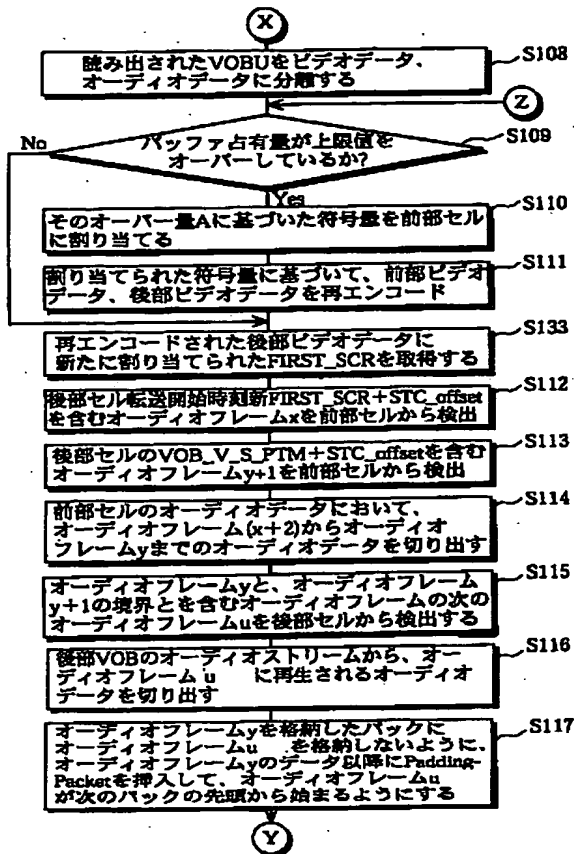 X
読み出されたVOBUをビデオデータ、
オーディオデータに分離する
S108
Z
バッファ占有量が上限値を
オーバーしているか?
S109
No
Yes
そのオーバー量Aに基づいた符号量を前部セル
に割り当てる
S110
割り当てられた符号量に基づいて、前部ビデオ
データ、後部ビデオデータを再エンコード
S111
再エンコードされた後部ビデオデータに
新たに割り当てられたFIRST_SCRを取得する
S133
後部セル転送開始時刻新FIRST_SCR+STC_offset
を含むオーディオフレームxを前部セルから検出
S112
後部セルのVOB_V_S_PTM+STC_offsetを含む
オーディオフレームy+1を前部セルから検出
S113
前部セルのオーディオデータにおいて、
オーディオフレーム(x+2)からオーディオ
フレームyまでのオーディオデータを切り出す
S114
オーディオフレームyと、オーディオフレーム
y+1の境界とを含むオーディオフレームの次の
オーディオフレームuを後部セルから検出する
S115
後部VOBのオーディオストリームから、オー
ディオフレームu に再生されるオーディオ
データを切り出す
S116
オーディオフレームyを格納したパックに
オーディオフレームu を格納しないように、
オーディオフレームyのデータ以降にPadding-
Packetを挿入して、オーディオフレームu
が次のパックの先頭から始まるようにする
S117
Y